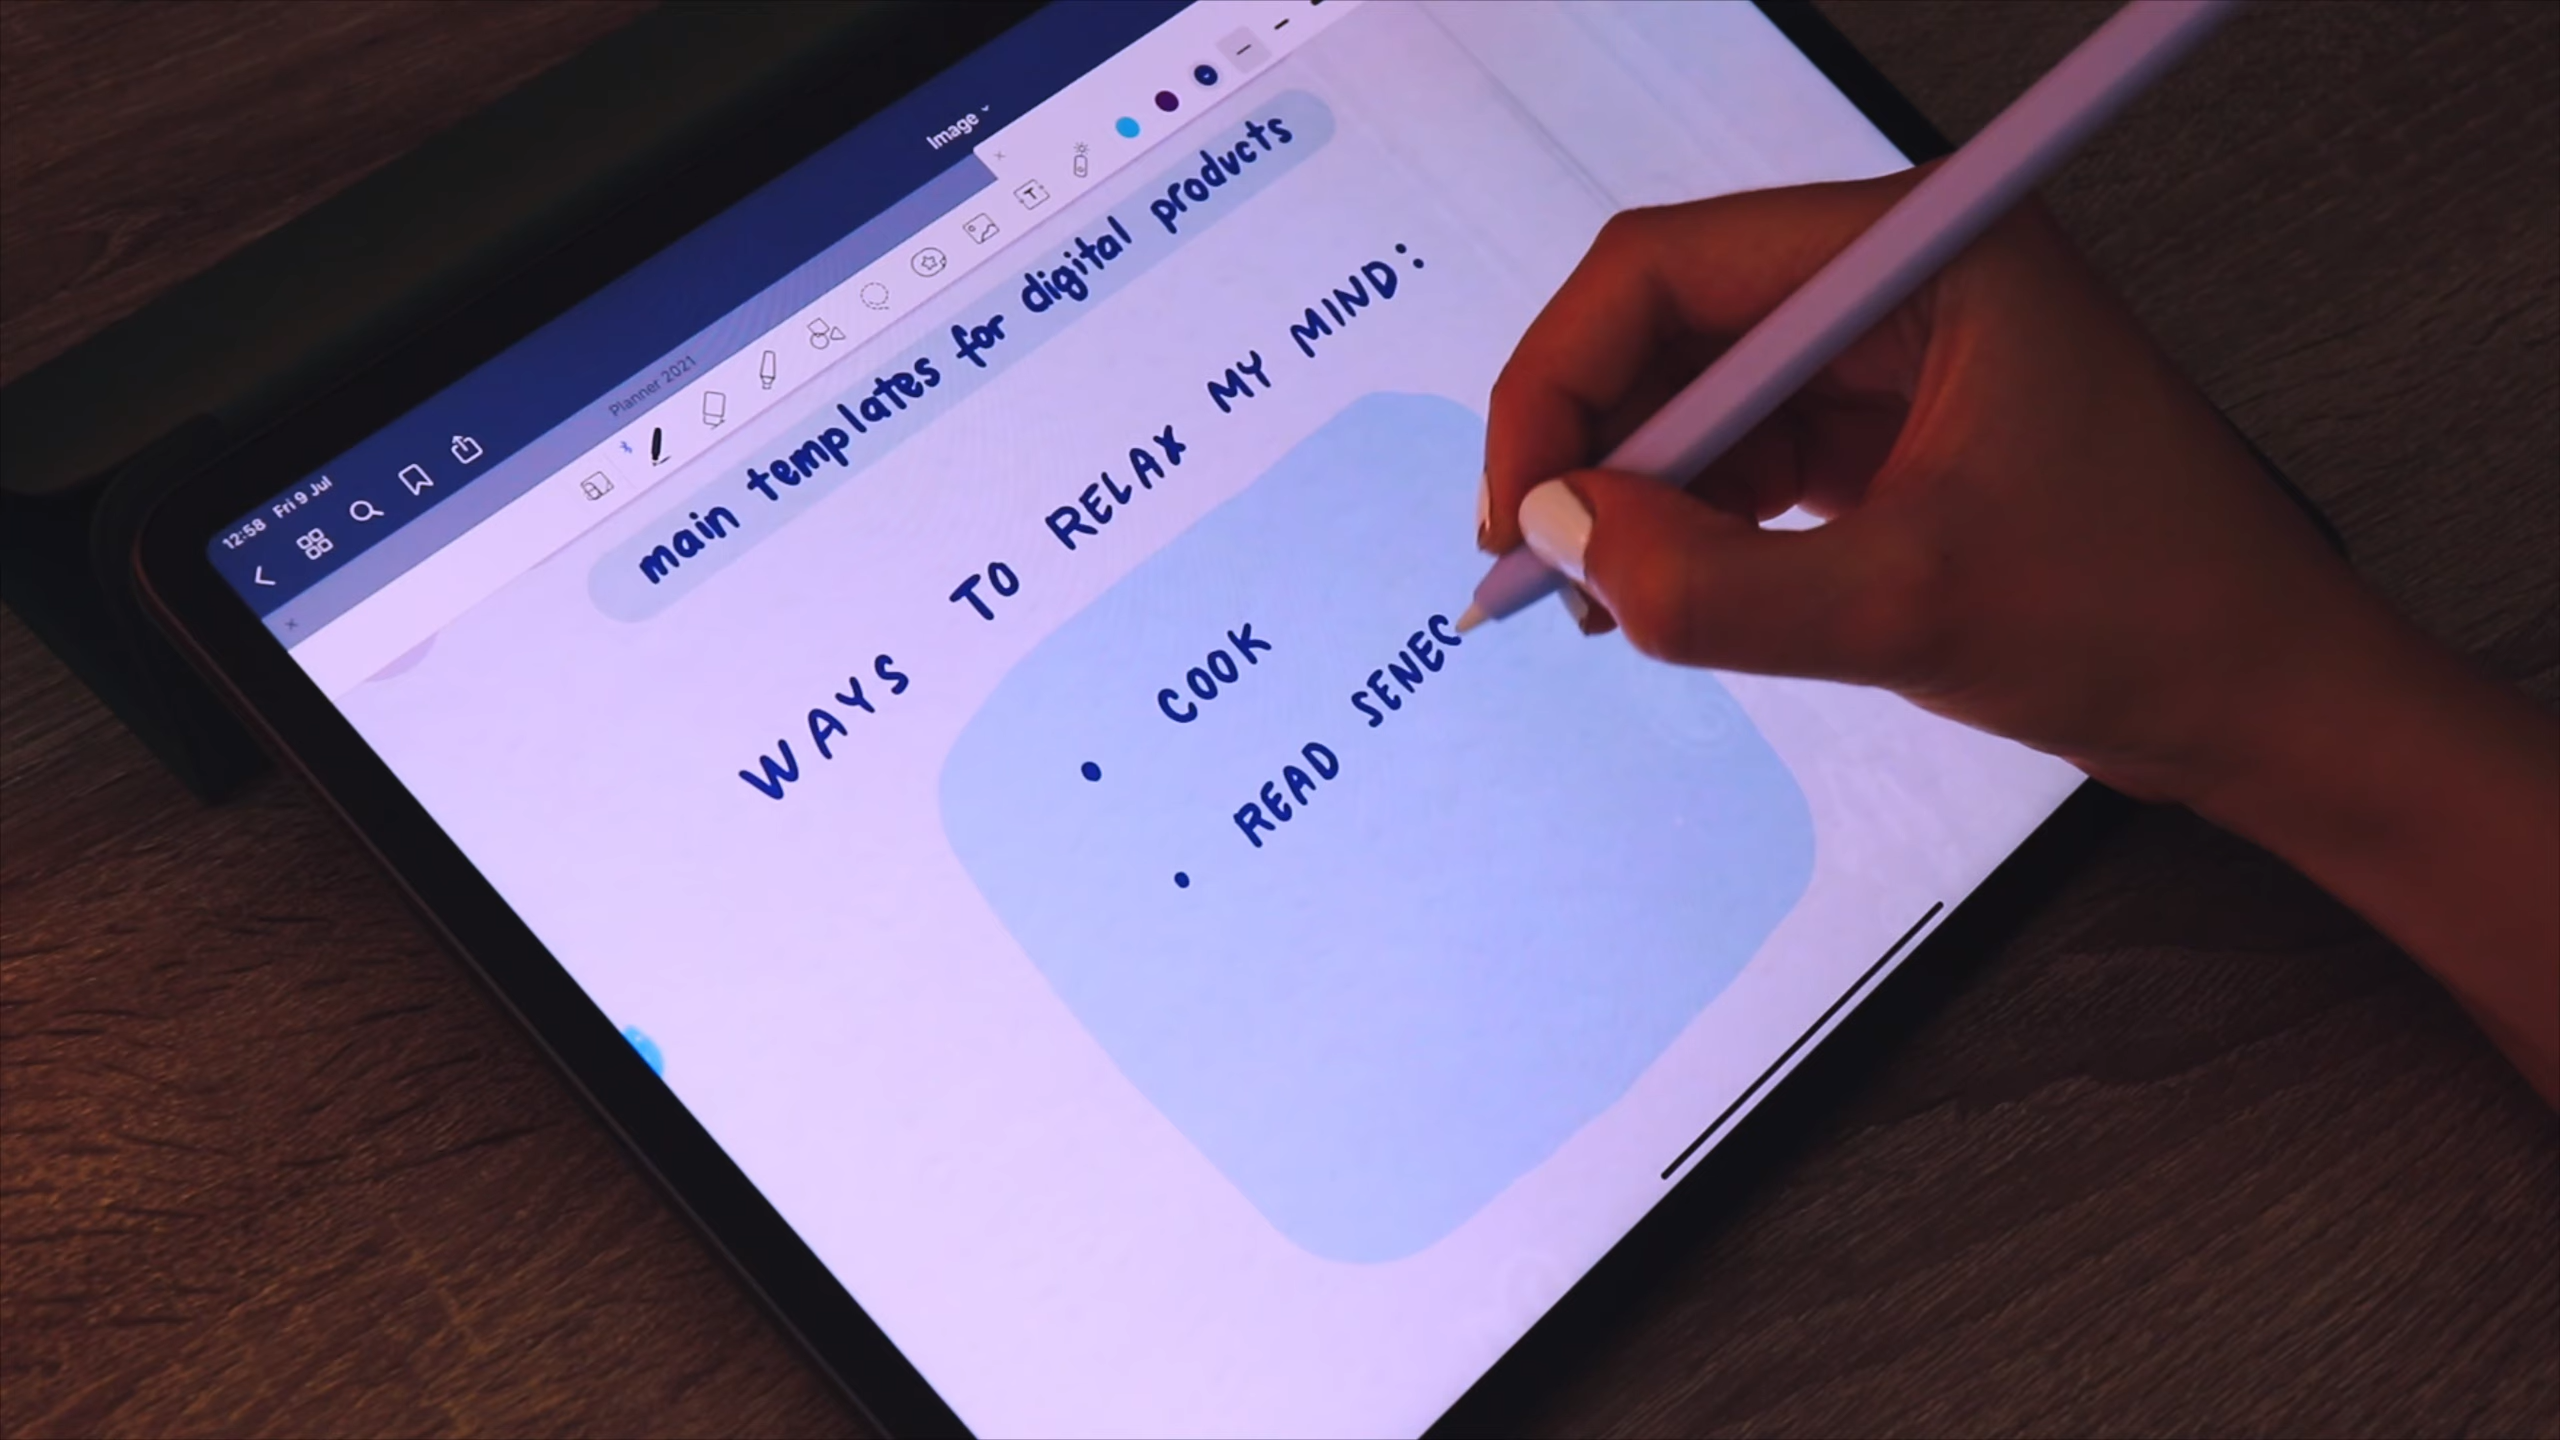 12:58 Fri 9 Jul
Image
Planner 2021
main templates for digital products
WAYS TO RELAX MY MIND:
• COOK
• READ SENEC